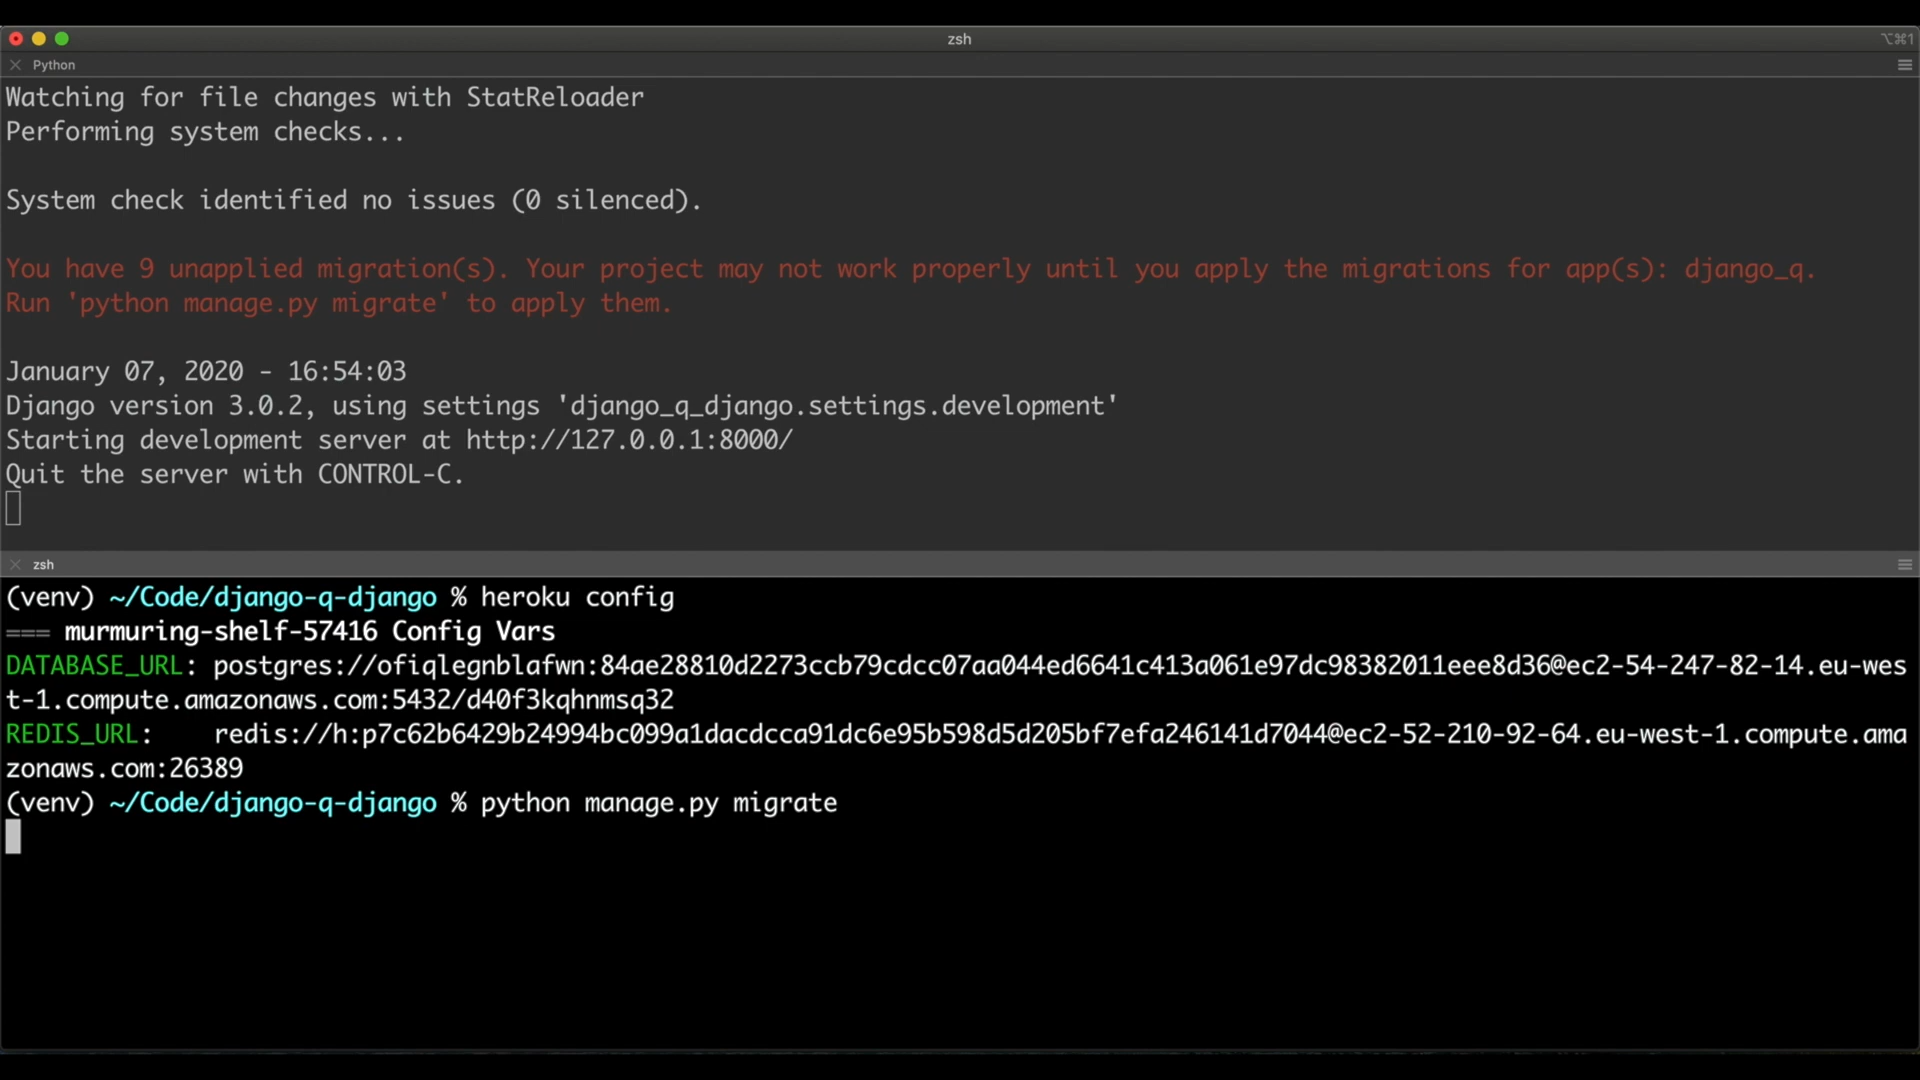 zsh
⌥⌘1
Python
Watching for file changes with StatReloader
Performing system checks...
System check identified no issues (0 silenced).
You have 9 unapplied migration(s). Your project may not work properly until you apply the migrations for app(s): django_q.
Run 'python manage.py migrate' to apply them.
January 07, 2020 - 16:54:03
Django version 3.0.2, using settings 'django_q_django.settings.development'
Starting development server at http://127.0.0.1:8000/
Quit the server with CONTROL-C.
zsh
(venv) ~/Code/django-q-django % heroku config
=== murmuring-shelf-57416 Config Vars
DATABASE_URL: postgres://ofiqlegnblafwn:84ae28810d2273ccb79cdcc07aa044ed6641c413a061e97dc98382011eee8d36@ec2-54-247-82-14.eu-wes
t-1.compute.amazonaws.com:5432/d40f3kqhnmsq32
REDIS_URL:    redis://h:p7c62b6429b24994bc099a1dacdcca91dc6e95b598d5d205bf7efa246141d7044@ec2-52-210-92-64.eu-west-1.compute.ama
zonaws.com:26389
(venv) ~/Code/django-q-django % python manage.py migrate